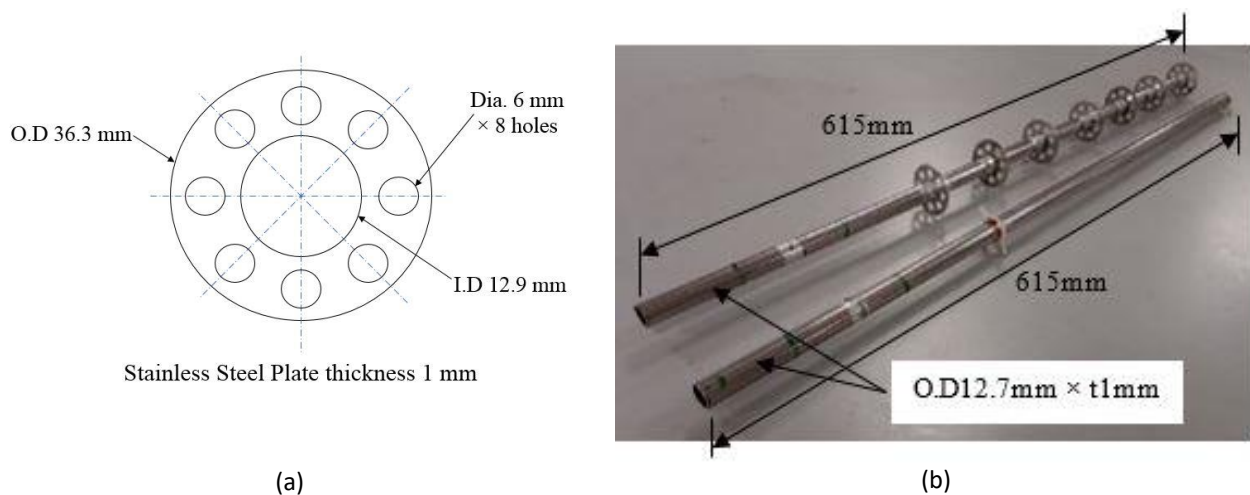 O.D 36.3 mm
Dia. 6 mm
× 8 holes
I.D 12.9 mm
Stainless Steel Plate thickness 1 mm
(a)
615mm
615mm
O.D12.7mm × t1mm
(b)